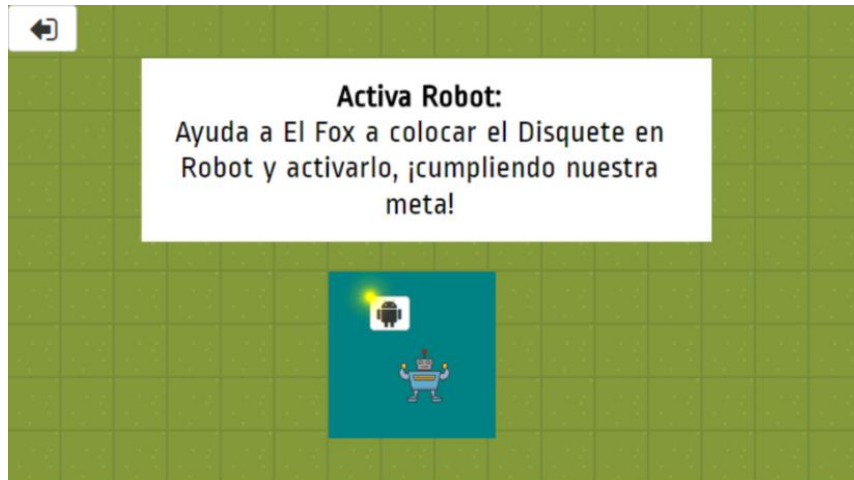 Activa Robot:
Ayuda a El Fox a colocar el Disquete en
Robot y activarlo, ¡cumpliendo nuestra
meta!